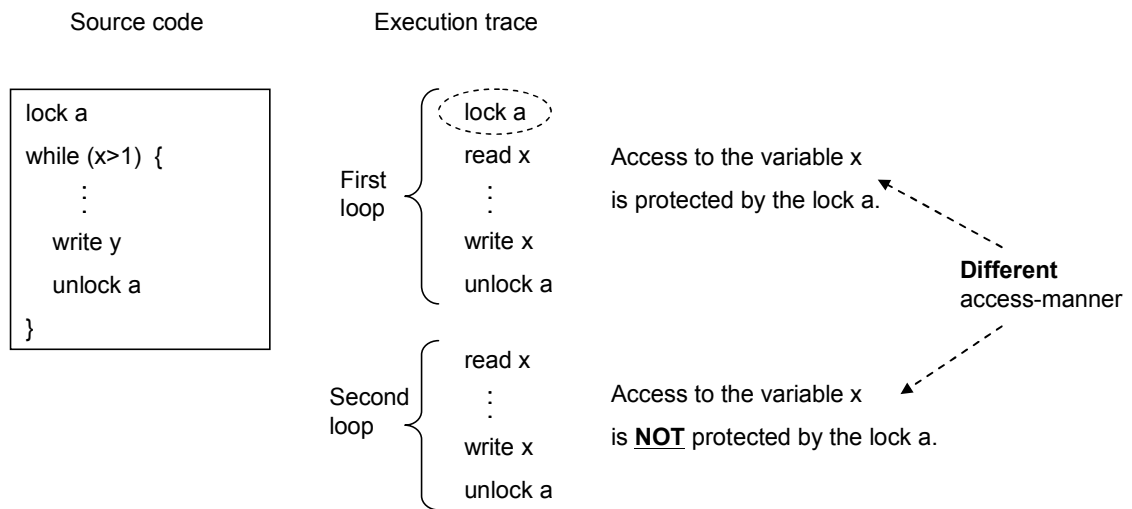 Source code
Execution trace
lock a
while (x>1) {
⋮
write y
unlock a
}
First
loop
lock a
read x
⋮
write x
unlock a
Access to the variable x
is protected by the lock a.
Different
access-manner
Second
loop
read x
⋮
write x
unlock a
Access to the variable x
is NOT protected by the lock a.